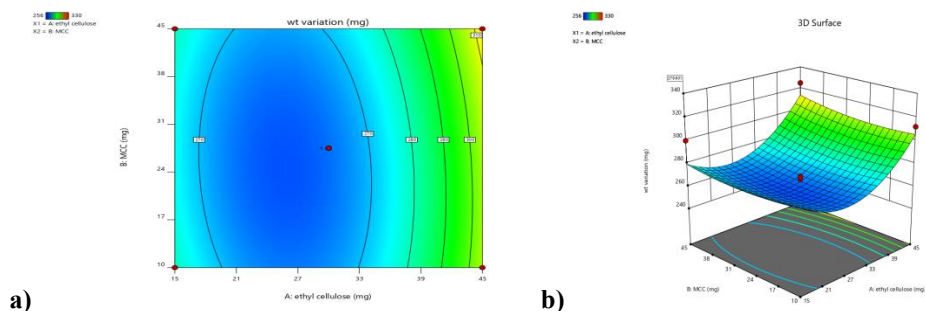 256 330
X1 = A: ethyl cellulose
X2 = B: MCC
wt variation (mg)
45
38
31
24
17
10
B: MCC (mg)
15 21 27 33 39 45
A: ethyl cellulose (mg)
a)
256 330
X1 = A: ethyl cellulose
X2 = B: MCC
3D Surface
340
320
300
280
260
240
wt variation (mg)
45
38
31
24
17
10
B: MCC (mg)
15
21
27
33
39
45
A: ethyl cellulose (mg)
b)